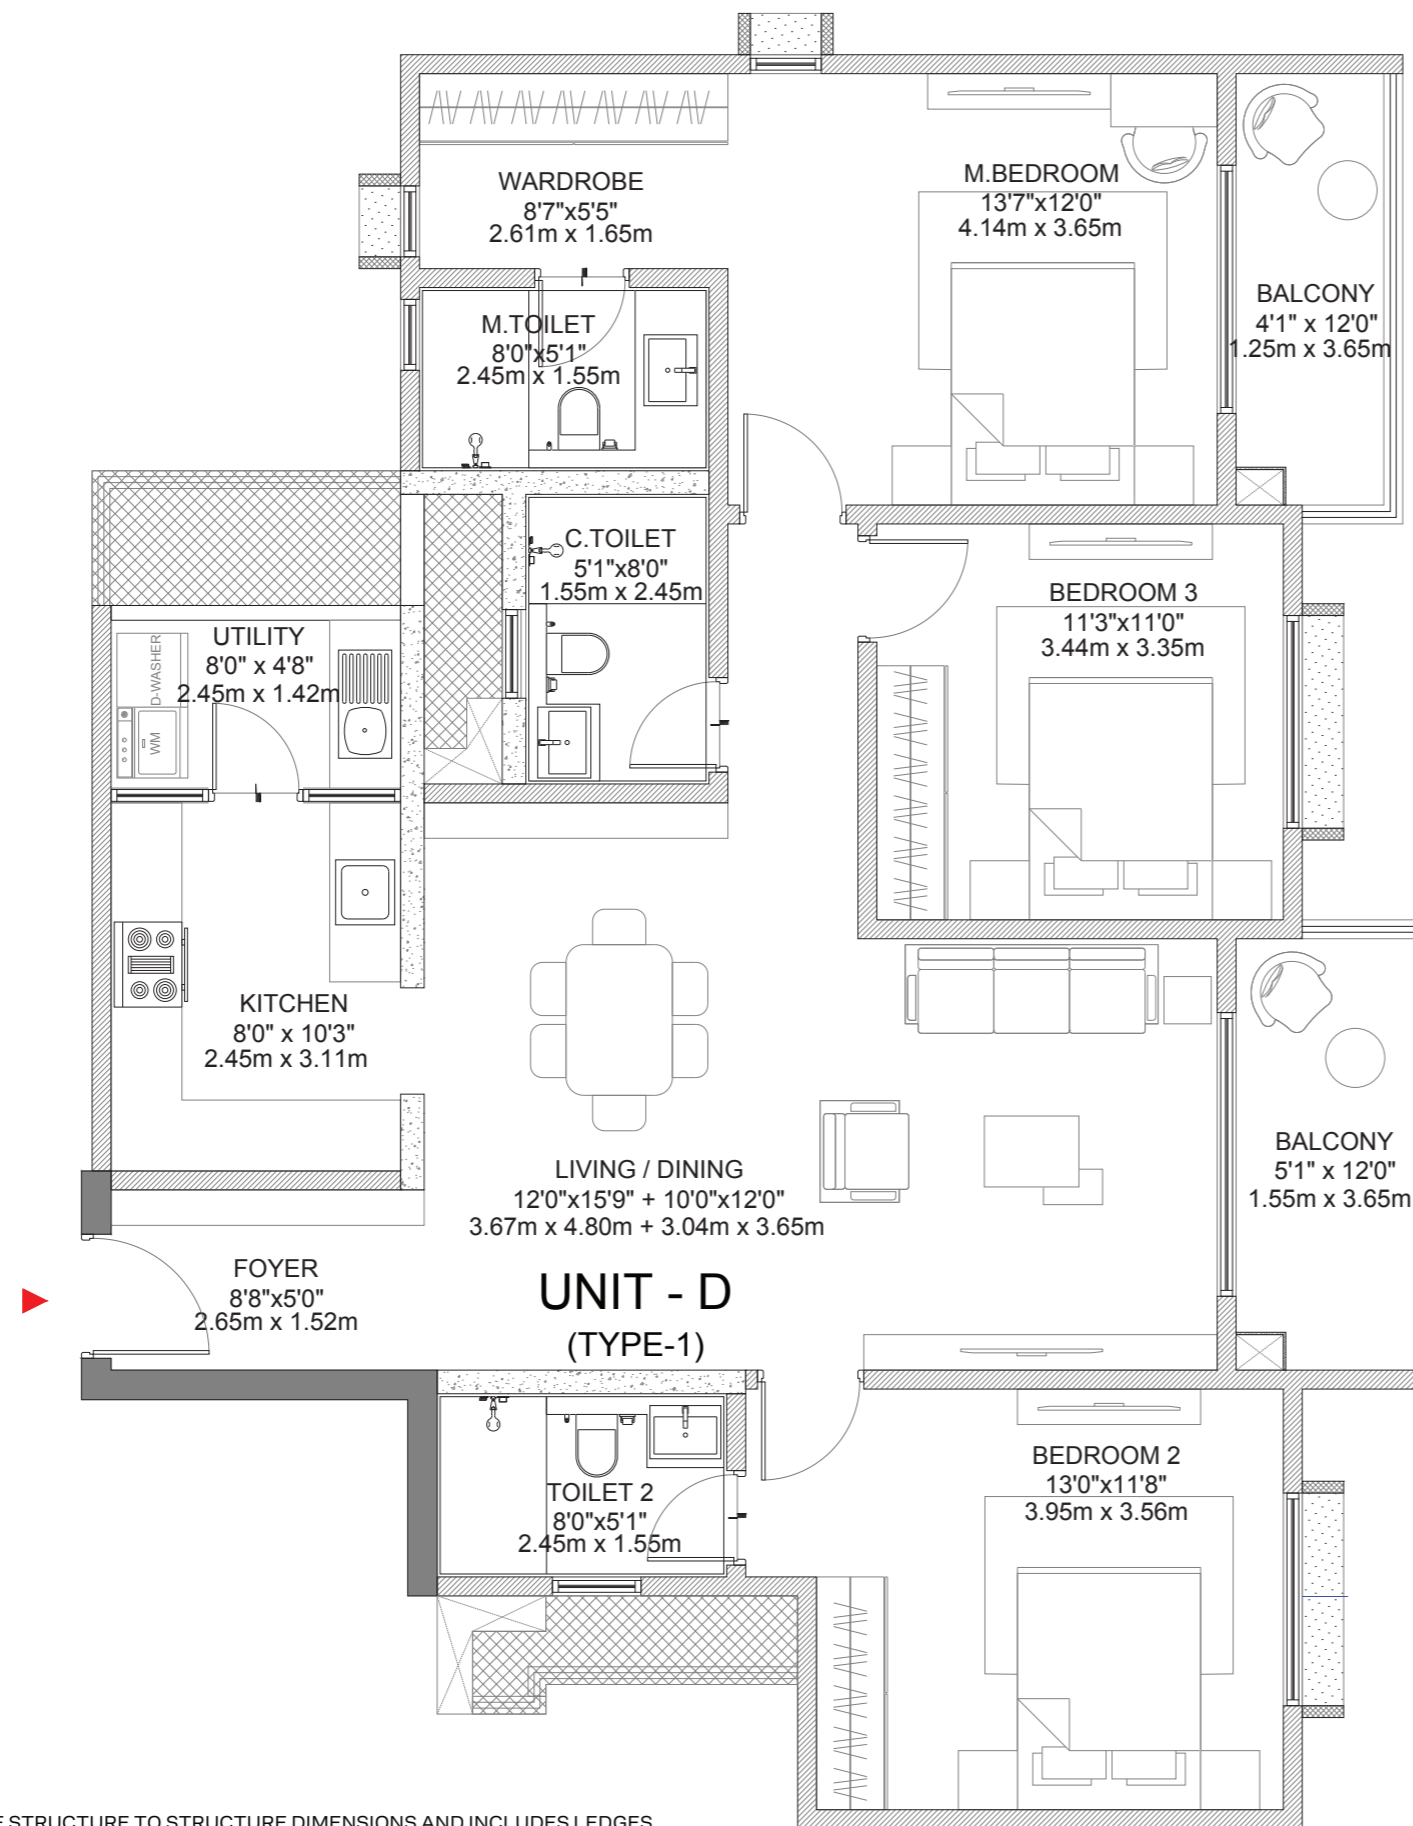 WARDROBE
8'7"x5'5"
2.61m x 1.65m
M.BEDROOM
13'7"x12'0"
4.14m x 3.65m
BALCONY
4'1" x 12'0"
1.25m x 3.65m
M.TOILET
8'0"x5'1"
2.45m x 1.55m
C.TOILET
5'1"x8'0"
1.55m x 2.45m
BEDROOM 3
11'3"x11'0"
3.44m x 3.35m
UTILITY
8'0" x 4'8"
2.45m x 1.42m
D-WASHER
WM
KITCHEN
8'0" x 10'3"
2.45m x 3.11m
LIVING / DINING
12'0"x15'9" + 10'0"x12'0"
3.67m x 4.80m + 3.04m x 3.65m
BALCONY
5'1" x 12'0"
1.55m x 3.65m
FOYER
8'8"x5'0"
2.65m x 1.52m
UNIT - D
(TYPE-1)
TOILET 2
8'0"x5'1"
2.45m x 1.55m
BEDROOM 2
13'0"x11'8"
3.95m x 3.56m
STRUCTURE TO STRUCTURE DIMENSIONS AND INCLUDES LEDGES